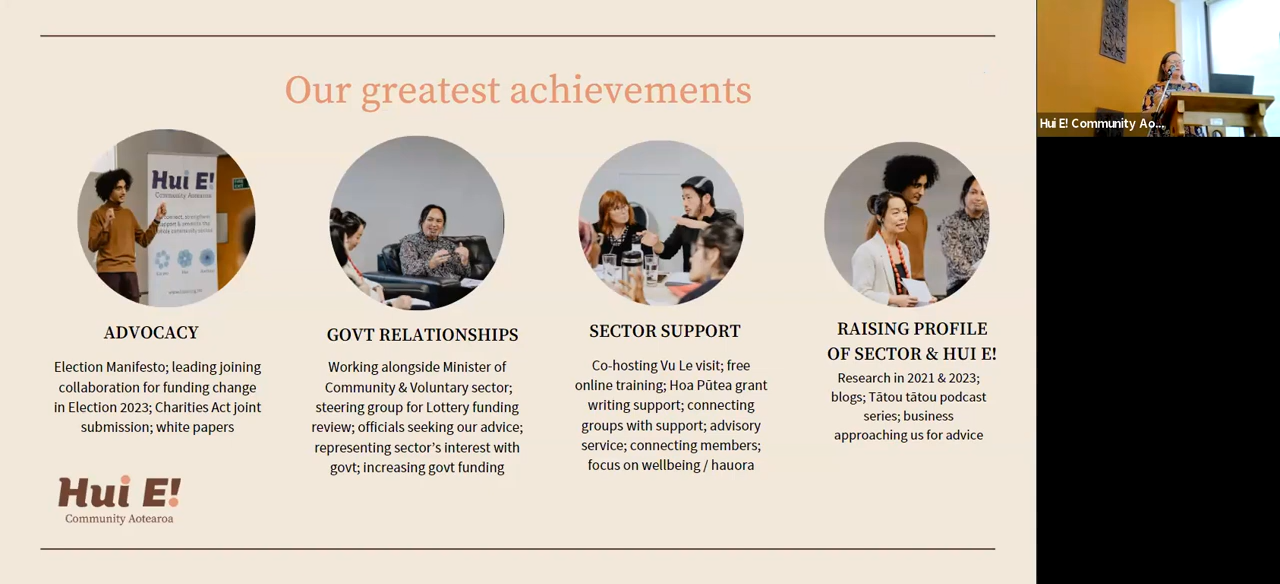 Our greatest achievements
Hui E!
Community Aotearoa
ADVOCACY
Election Manifesto; leading joining
collaboration for funding change
in Election 2023; Charities Act joint
submission; white papers
GOVT RELATIONSHIPS
Working alongside Minister of
Community & Voluntary sector;
steering group for Lottery funding
review; officials seeking our advice;
representing sector’s interest with
govt; increasing govt funding
SECTOR SUPPORT
Co-hosting Vu Le visit; free
online training; Hoa Pūtea grant
writing support; connecting
groups with support; advisory
service; connecting members;
focus on wellbeing / hauora
RAISING PROFILE
OF SECTOR & HUI E!
Research in 2021 & 2023;
blogs; Tātou tātou podcast
series; business
approaching us for advice
Hui E!
Community Aotearoa
Hui E! Community Ao...